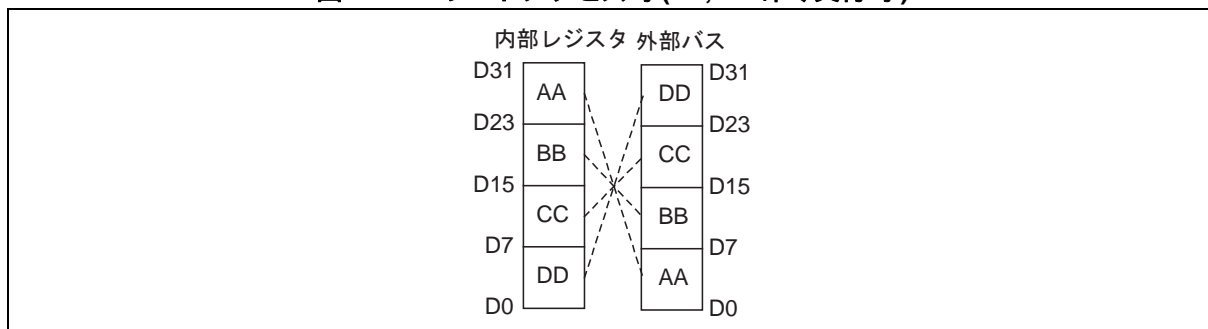 内部レジスタ 外部バス
D31 D31
AA DD
D23 D23
BB CC
D15 D15
CC BB
D7 D7
DD AA
D0 D0